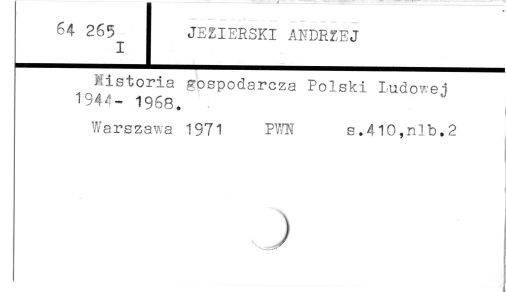 64 265
I
JEZIERSKI ANDRZEJ
Historia gospodarcza Polski Ludowej
1944- 1968.
Warszawa 1971 PWN s.410,nlb.2